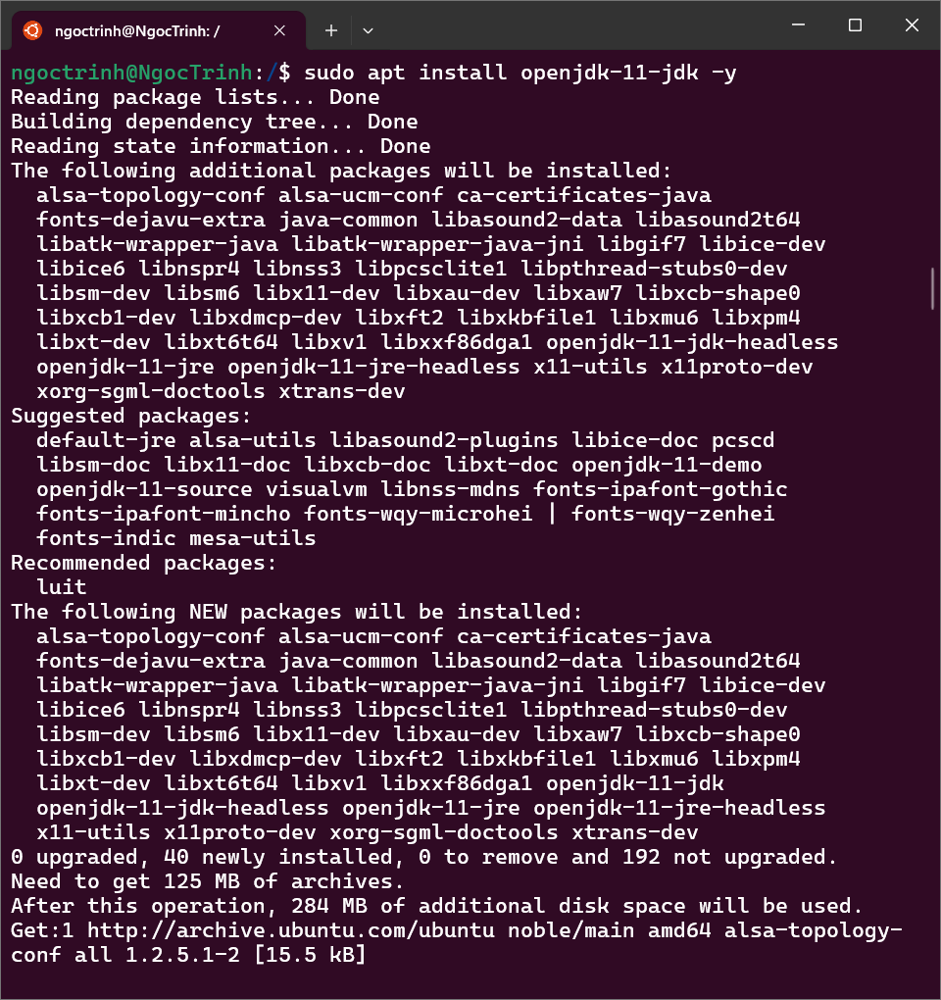 ngoctrinh@NgocTrinh: /
ngoctrinh@NgocTrinh:/$ sudo apt install openjdk-11-jdk -y
Reading package lists... Done
Building dependency tree... Done
Reading state information... Done
The following additional packages will be installed:
  alsa-topology-conf alsa-ucm-conf ca-certificates-java
  fonts-dejavu-extra java-common libasound2-data libasound2t64
  libatk-wrapper-java libatk-wrapper-java-jni libgif7 libice-dev
  libice6 libnspr4 libnss3 libpcsclite1 libpthread-stubs0-dev
  libsm-dev libsm6 libx11-dev libxau-dev libxaw7 libxcb-shape0
  libxcb1-dev libxdmcp-dev libxft2 libxkbfile1 libxmu6 libxpm4
  libxt-dev libxt6t64 libxv1 libxxf86dga1 openjdk-11-jdk-headless
  openjdk-11-jre openjdk-11-jre-headless x11-utils x11proto-dev
  xorg-sgml-doctools xtrans-dev
Suggested packages:
  default-jre alsa-utils libasound2-plugins libice-doc pcscd
  libsm-doc libx11-doc libxcb-doc libxt-doc openjdk-11-demo
  openjdk-11-source visualvm libnss-mdns fonts-ipafont-gothic
  fonts-ipafont-mincho fonts-wqy-microhei | fonts-wqy-zenhei
  fonts-indic mesa-utils
Recommended packages:
  luit
The following NEW packages will be installed:
  alsa-topology-conf alsa-ucm-conf ca-certificates-java
  fonts-dejavu-extra java-common libasound2-data libasound2t64
  libatk-wrapper-java libatk-wrapper-java-jni libgif7 libice-dev
  libice6 libnspr4 libnss3 libpcsclite1 libpthread-stubs0-dev
  libsm-dev libsm6 libx11-dev libxau-dev libxaw7 libxcb-shape0
  libxcb1-dev libxdmcp-dev libxft2 libxkbfile1 libxmu6 libxpm4
  libxt-dev libxt6t64 libxv1 libxxf86dga1 openjdk-11-jdk
  openjdk-11-jdk-headless openjdk-11-jre openjdk-11-jre-headless
  x11-utils x11proto-dev xorg-sgml-doctools xtrans-dev
0 upgraded, 40 newly installed, 0 to remove and 192 not upgraded.
Need to get 125 MB of archives.
After this operation, 284 MB of additional disk space will be used.
Get:1 http://archive.ubuntu.com/ubuntu noble/main amd64 alsa-topology-
conf all 1.2.5.1-2 [15.5 kB]